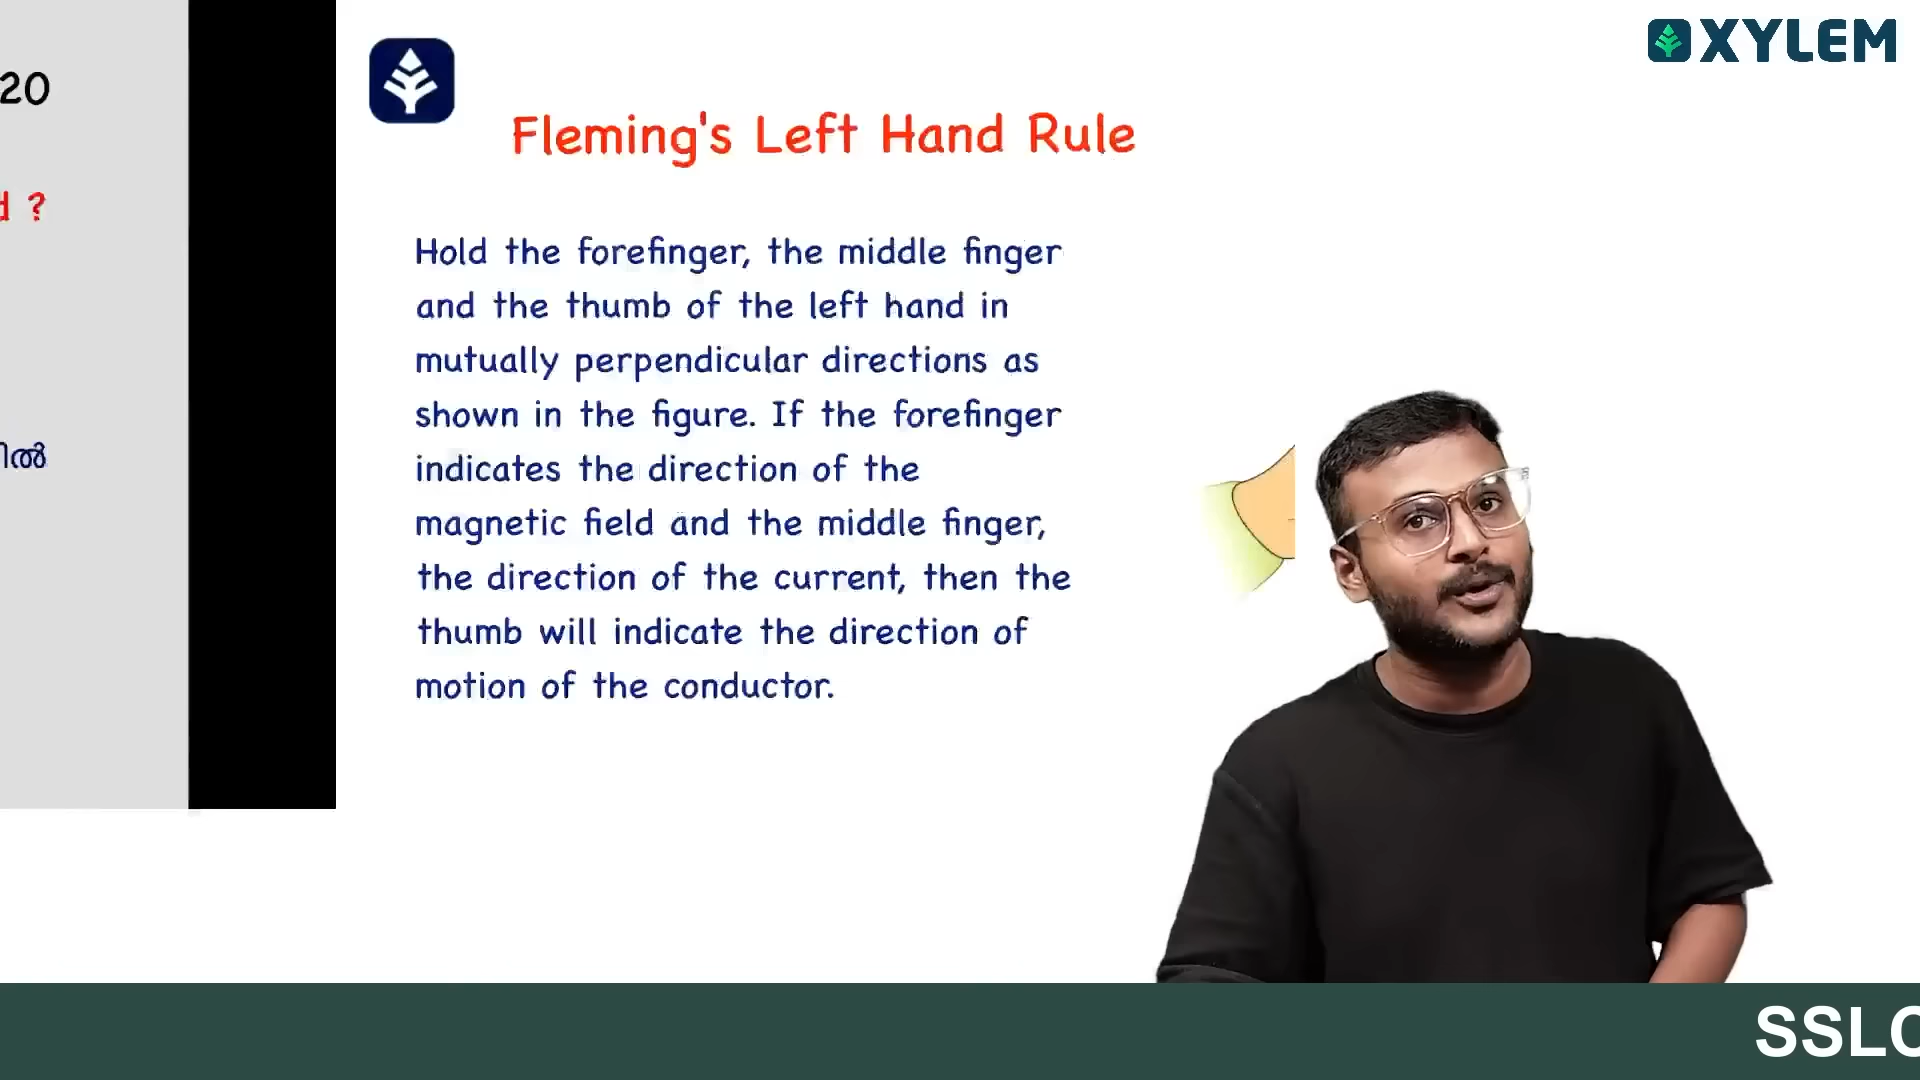 XYLEM
20
?
Fleming's Left Hand Rule
Hold the forefinger, the middle finger
and the thumb of the left hand in
mutually perpendicular directions as
shown in the figure. If the forefinger
indicates the direction of the
magnetic field and the middle finger,
the direction of the current, then the
thumb will indicate the direction of
motion of the conductor.
SSLC